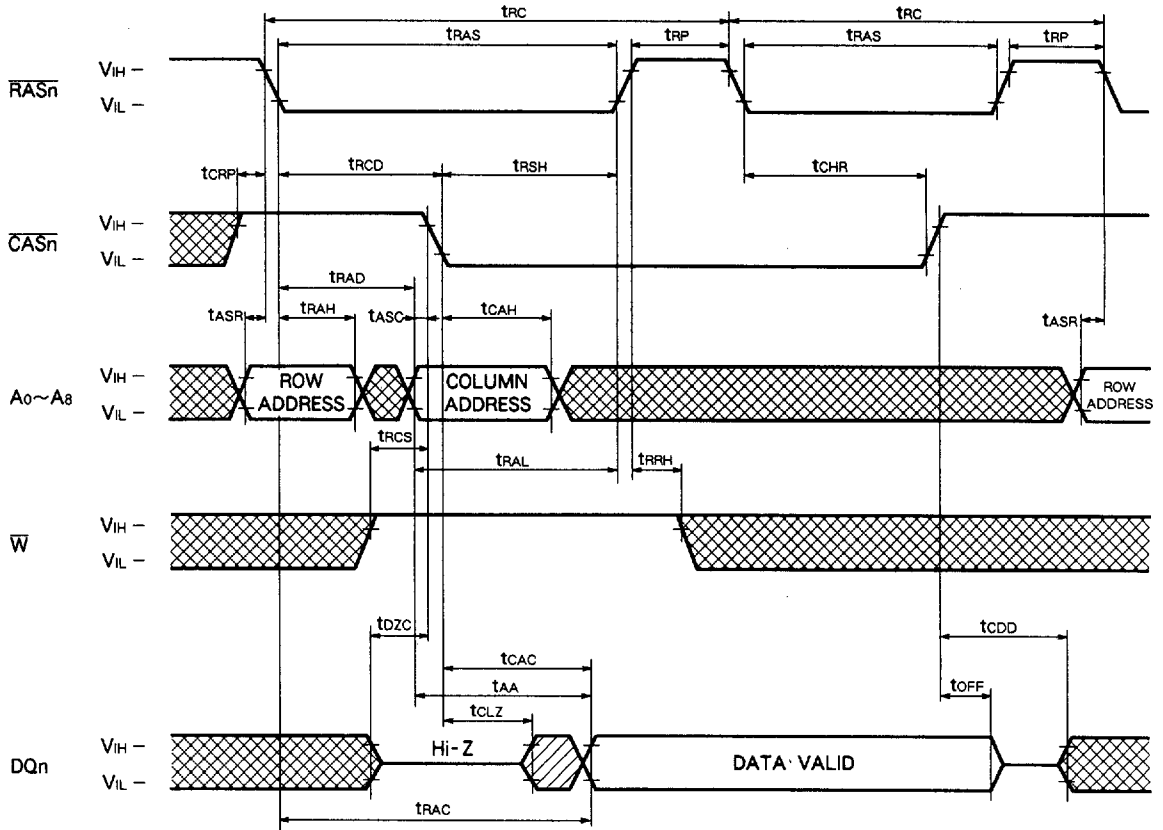 tRC tRC
tRAS tRP tRAS tRP
RASn VIH –
VIL –
tCRP tRCD tRSH tCHR
CASn VIH –
VIL –
tRAD
tASR tRAH tASC tCAH tASR
A0~A8 VIH –
VIL –
ROW ADDRESS
COLUMN ADDRESS
ROW ADDRESS
tRCS
tRAL tRRH
W VIH –
VIL –
tDZC tCDD
tCAC
tAA tOFF
tCLZ
DQn VIH –
VIL –
Hi-Z
DATA VALID
tRAC